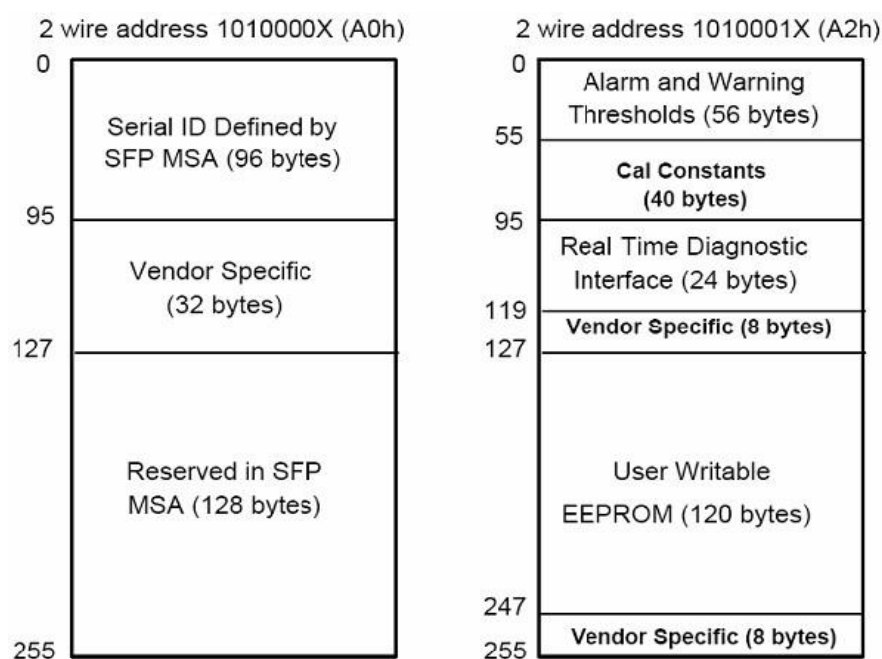 2 wire address 1010000X (A0h)
0
Serial ID Defined by
SFP MSA (96 bytes)
95
Vendor Specific
(32 bytes)
127
Reserved in SFP
MSA (128 bytes)
255
2 wire address 1010001X (A2h)
0
Alarm and Warning
Thresholds (56 bytes)
55
Cal Constants
(40 bytes)
95
Real Time Diagnostic
Interface (24 bytes)
119
Vendor Specific (8 bytes)
127
User Writable
EEPROM (120 bytes)
247
Vendor Specific (8 bytes)
255